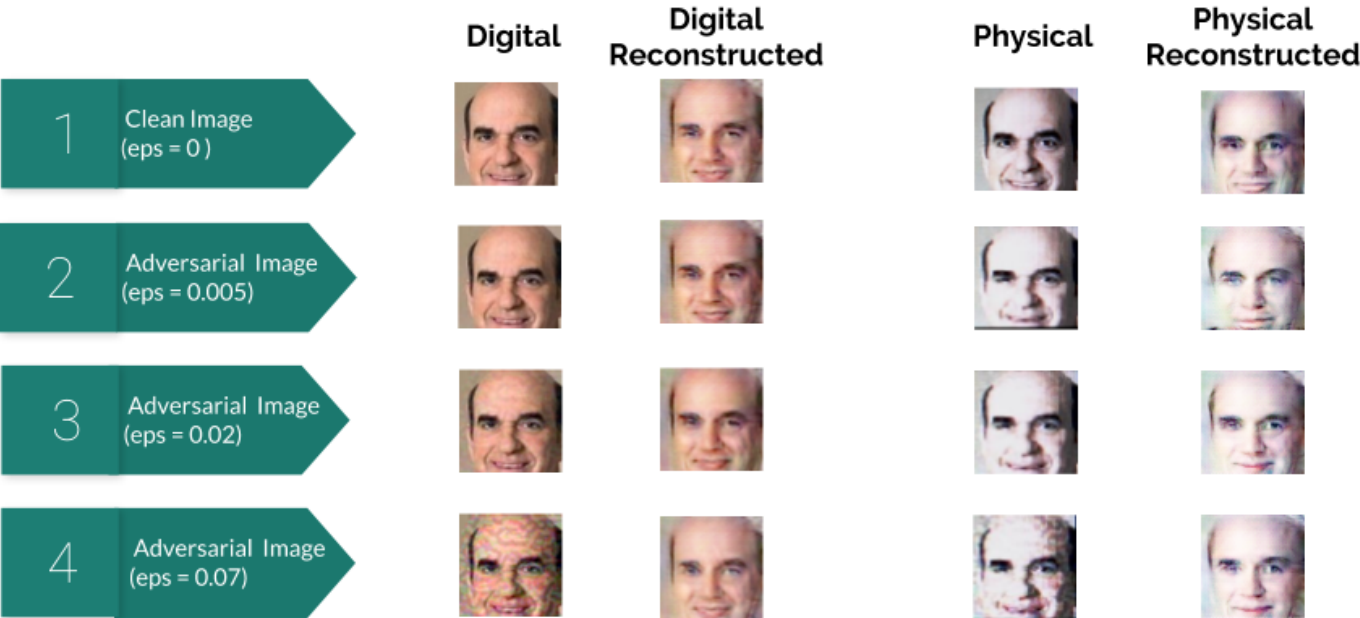 Digital
Digital
Reconstructed
Physical
Physical
Reconstructed
1
Clean Image
(eps = 0 )
2
Adversarial Image
(eps = 0.005)
3
Adversarial Image
(eps = 0.02)
4
Adversarial Image
(eps = 0.07)